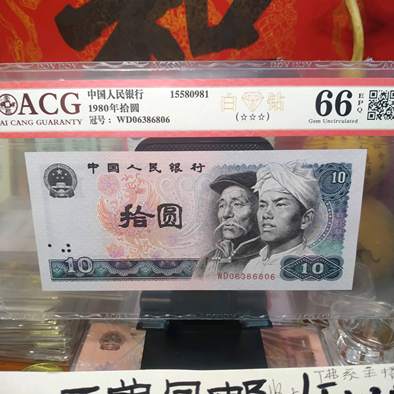 ACG
AI CANG GUARANTY
中国人民银行 15580981
1980年拾圆
冠号: WD06386806
白 钻
(☆☆☆)
66 EPQ
Gem Uncirculated
中国人民银行
10
拾圆
WD06386806
10
10